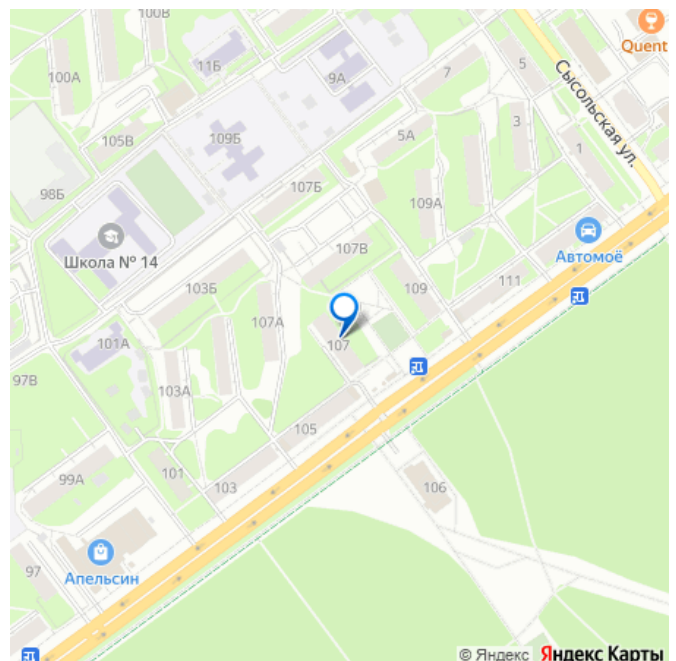 100В
Quent
100А
11Б
9А
7
5
Сысольская ул.
105В
109Б
5А
3
1
98Б
107Б
109А
Школа № 14
107В
Автомоё
103Б
109
111
107А
101А
107
97В
103А
105
99А
101
103
106
97
Апельсин
© Яндекс Яндекс Карты